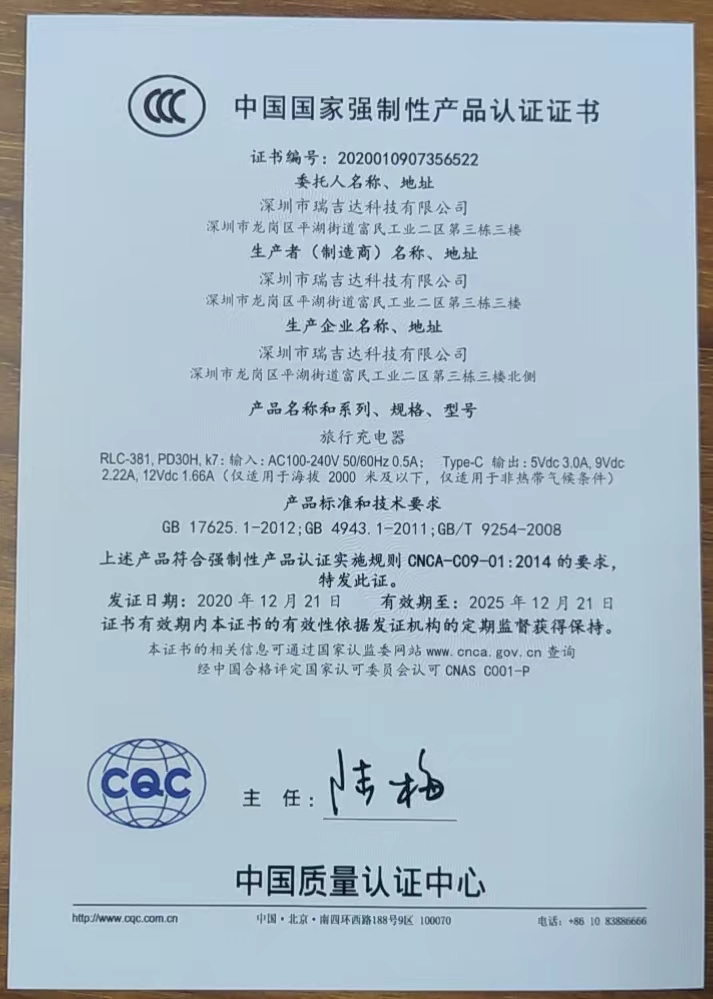 CCC
中国国家强制性产品认证证书
证书编号：2020010907356522
委托人名称、地址
深圳市瑞吉达科技有限公司
深圳市龙岗区平湖街道富民工业二区第三栋三楼
生产者（制造商）名称、地址
深圳市瑞吉达科技有限公司
深圳市龙岗区平湖街道富民工业二区第三栋三楼
生产企业名称、地址
深圳市瑞吉达科技有限公司
深圳市龙岗区平湖街道富民工业二区第三栋三楼北侧
产品名称和系列、规格、型号
旅行充电器
RLC-381, PD30H, k7：输入：AC100-240V 50/60Hz 0.5A； Type-C 输出：5Vdc 3.0A, 9Vdc
2.22A, 12Vdc 1.66A（仅适用于海拔 2000 米及以下，仅适用于非热带气候条件）
产品标准和技术要求
GB 17625.1-2012;GB 4943.1-2011;GB/T 9254-2008
上述产品符合强制性产品认证实施规则 CNCA-C09-01:2014 的要求，
特发此证。
发证日期：2020 年 12 月 21 日 有效期至：2025 年 12 月 21 日
证书有效期内本证书的有效性依据发证机构的定期监督获得保持。
本证书的相关信息可通过国家认监委网站 www.cnca.gov.cn 查询
经中国合格评定国家认可委员会认可 CNAS C001-P
CQC
主 任：陆梅
中国质量认证中心
http://www.cqc.com.cn 中国·北京·南四环西路188号9区 100070 电话：+86 10 83886666